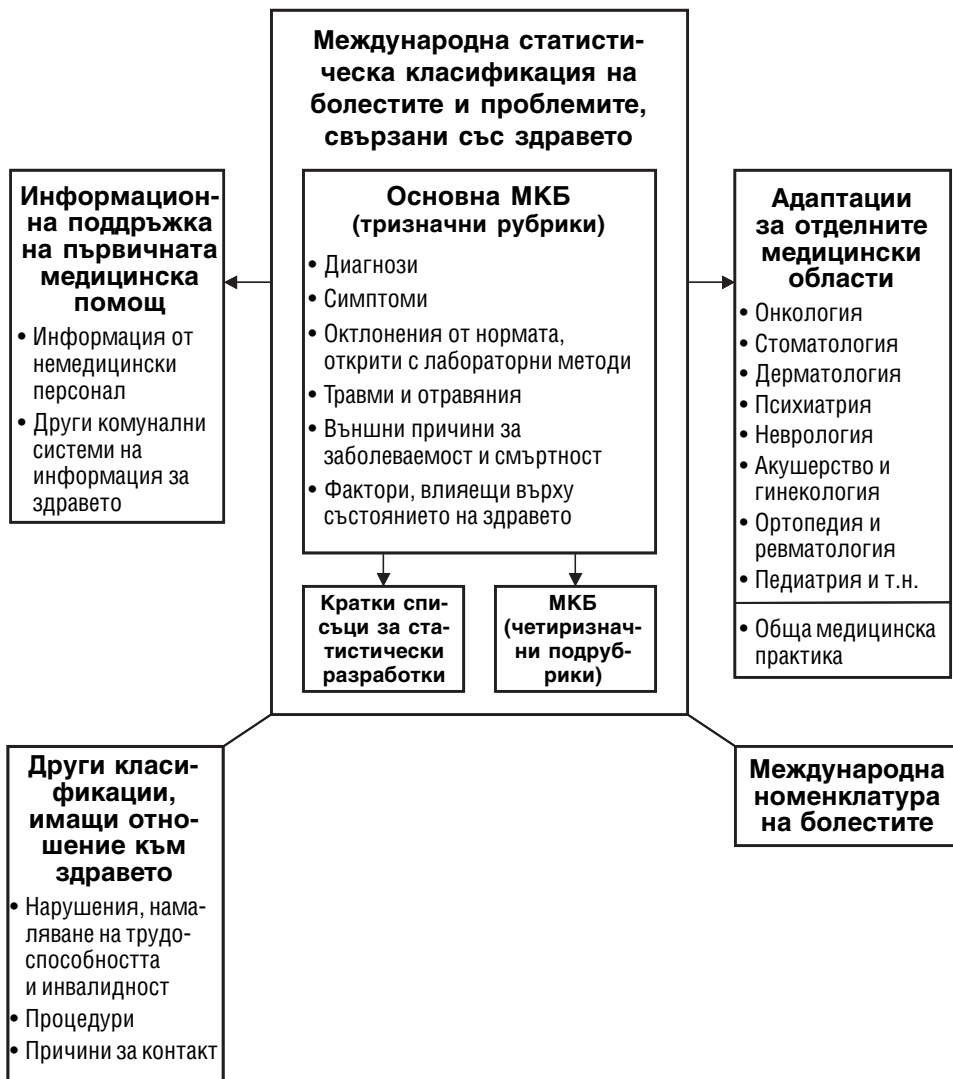 Международна статисти-
ческа класификация на
болестите и проблемите,
свързани със здравето
Информацион-
на поддръжка
на първичната
медицинска
помощ
• Информация от
немедицински
персонал
• Други комунални
системи на
информация за
здравето
Основна МКБ
(тризначни рубрики)
• Диагнози
• Симптоми
• Октлонения от нормата,
открити с лабораторни методи
• Травми и отравяния
• Външни причини за
заболеваемост и смъртност
• Фактори, влияещи върху
състоянието на здравето
Кратки спи-
съци за ста-
тистически
разработки
МКБ
(четиризнач-
ни подруб-
рики)
Адаптации
за отделните
медицински
области
• Онкология
• Стоматология
• Дерматология
• Психиатрия
• Неврология
• Акушерство и
гинекология
• Ортопедия и
ревматология
• Педиатрия и т.н.
• Обща медицинска
практика
Други класи-
фикации,
имащи отно-
шение към
здравето
• Нарушения, нама-
ляване на трудо-
способността
и инвалидност
• Процедури
• Причини за контакт
Международна
номенклатура
на болестите